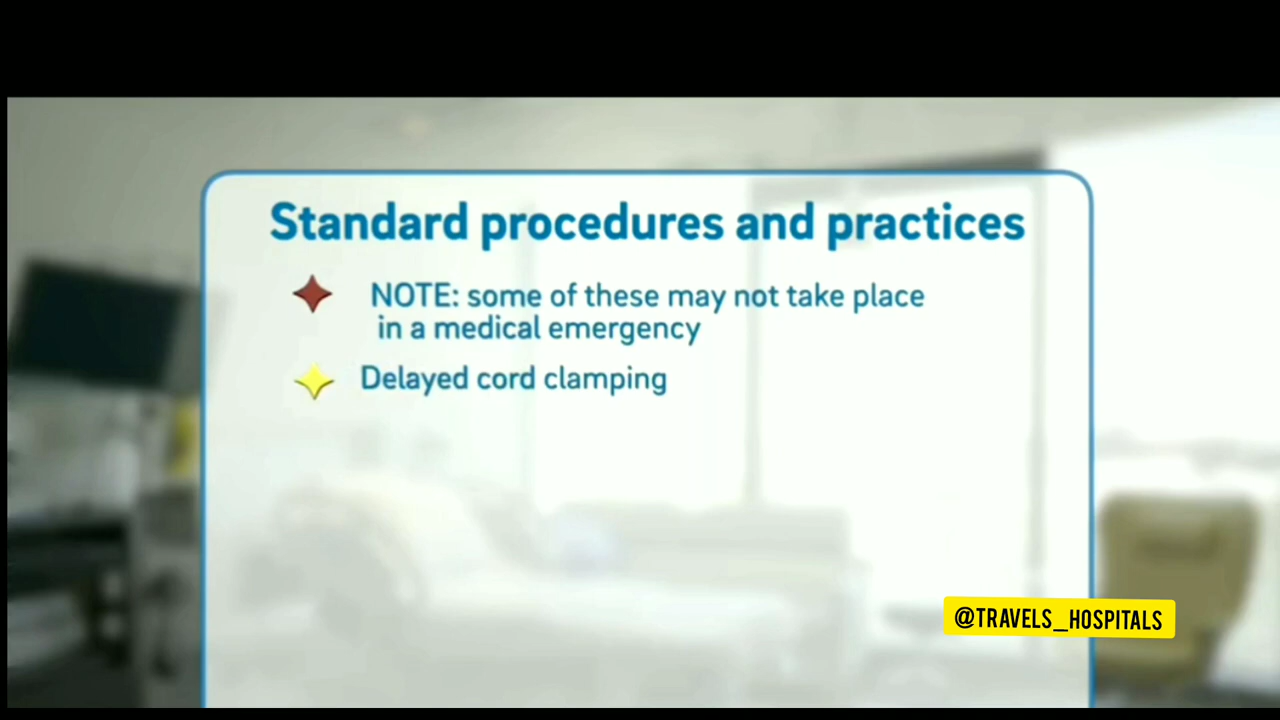 Standard procedures and practices
NOTE: some of these may not take place
in a medical emergency
Delayed cord clamping
@TRAVELS_HOSPITALS